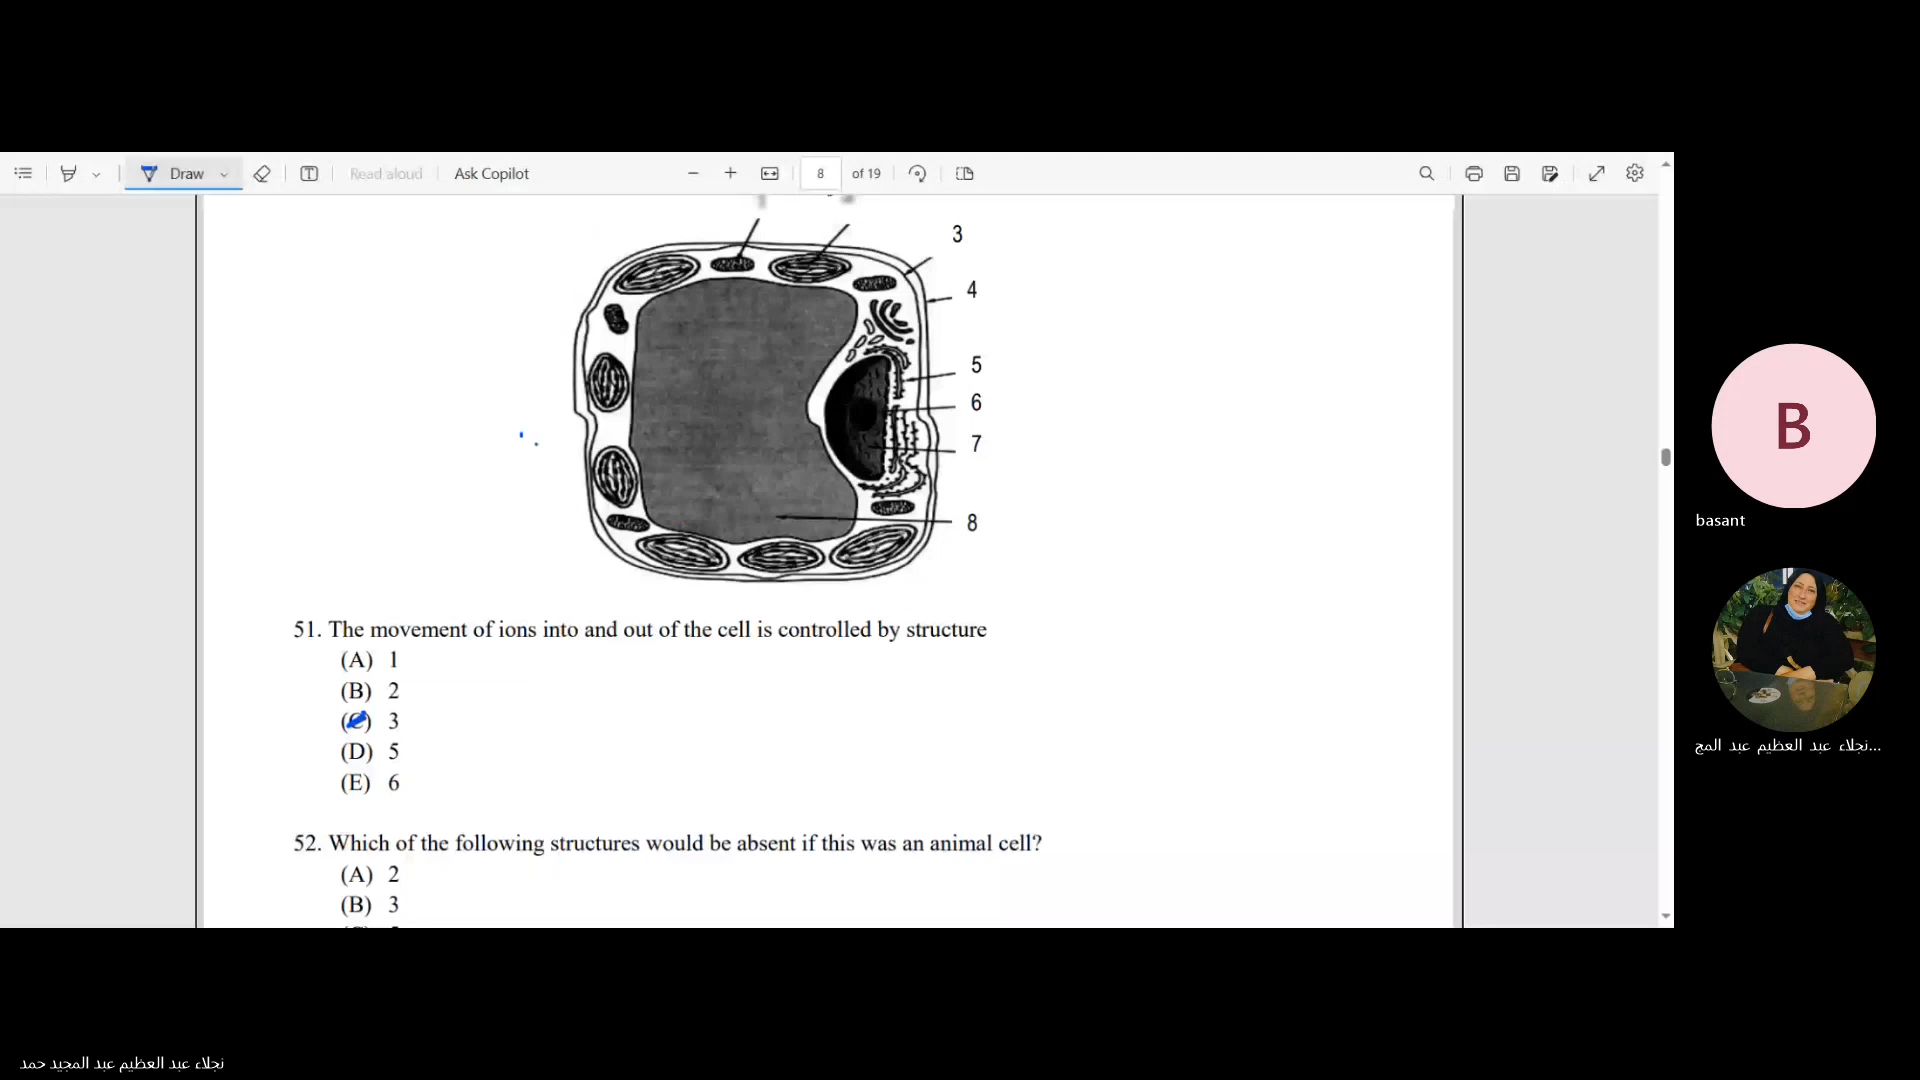 Draw
Read aloud
Ask Copilot
8 of 19
3
4
5
6
7
8
51. The movement of ions into and out of the cell is controlled by structure
(A) 1
(B) 2
(C) 3
(D) 5
(E) 6
52. Which of the following structures would be absent if this was an animal cell?
(A) 2
(B) 3
B
basant
نجلاء عبد العظيم عبد المج...
نجلاء عبد العظيم عبد المجيد حمد